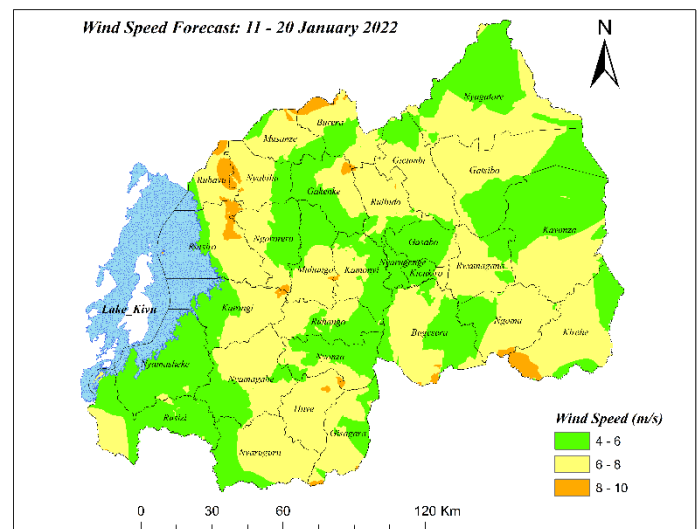 Wind Speed Forecast: 11 - 20 January 2022
N
Nyagatare
Burera
Musanze
Gicumbi
Gatsibo
Rubavu
Nyabihu
Gakenke
Rulindo
Kayonza
Rutsiro
Ngororero
Gasabo
Nyarugenge
Kicukiro
Rwamagana
Muhanga
Kamonyi
Lake_Kivu
Karongi
Ruhango
Bugesera
Ngoma
Kirehe
Nyamasheke
Nyanza
Nyamagabe
Rusizi
Huye
Gisagara
Nyaruguru
Wind Speed (m/s)
4 - 6
6 - 8
8 - 10
0 30 60 120 Km